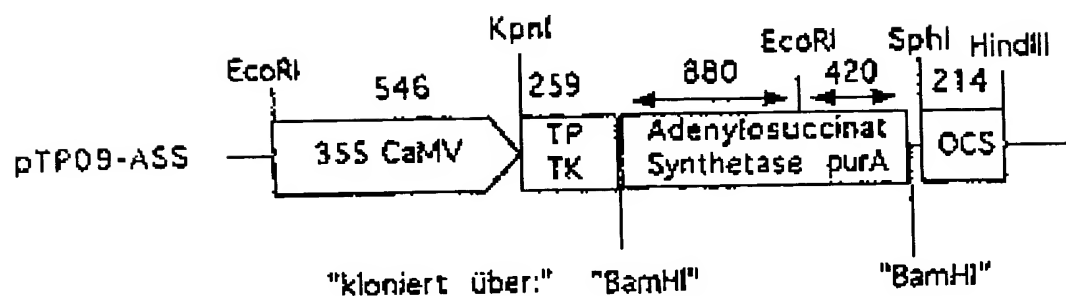 KpnI
EcoRI SphI HindIII
EcoRI 546 259 880 420 214
pTP09-ASS 35S CaMV TP TK Adenylosuccinat Synthetase purA OCS
"kloniert über:" "BamHI" "BamHI"